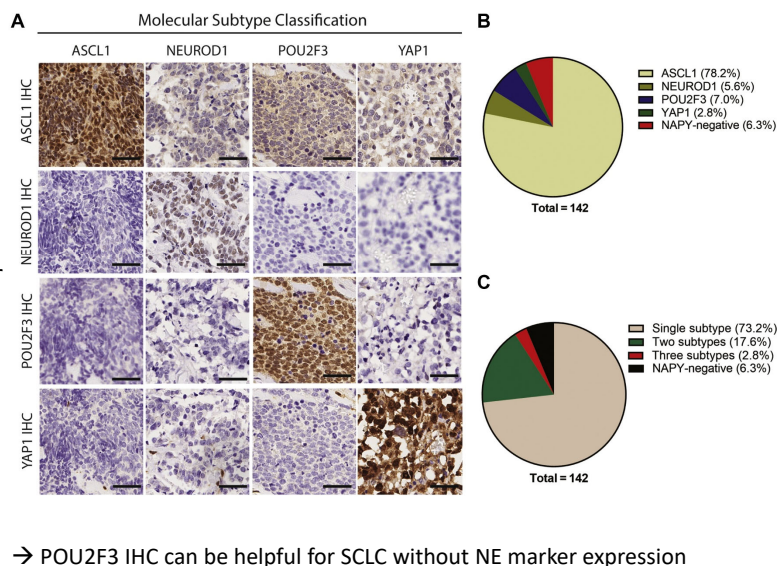 A
Molecular Subtype Classification
ASCL1 NEUROD1 POU2F3 YAP1
ASCL1 IHC
NEUROD1 IHC
POU2F3 IHC
YAP1 IHC
B
ASCL1 (78.2%)
NEUROD1 (5.6%)
POU2F3 (7.0%)
YAP1 (2.8%)
NAPY-negative (6.3%)
Total = 142
C
Single subtype (73.2%)
Two subtypes (17.6%)
Three subtypes (2.8%)
NAPY-negative (6.3%)
Total = 142
→ POU2F3 IHC can be helpful for SCLC without NE marker expression